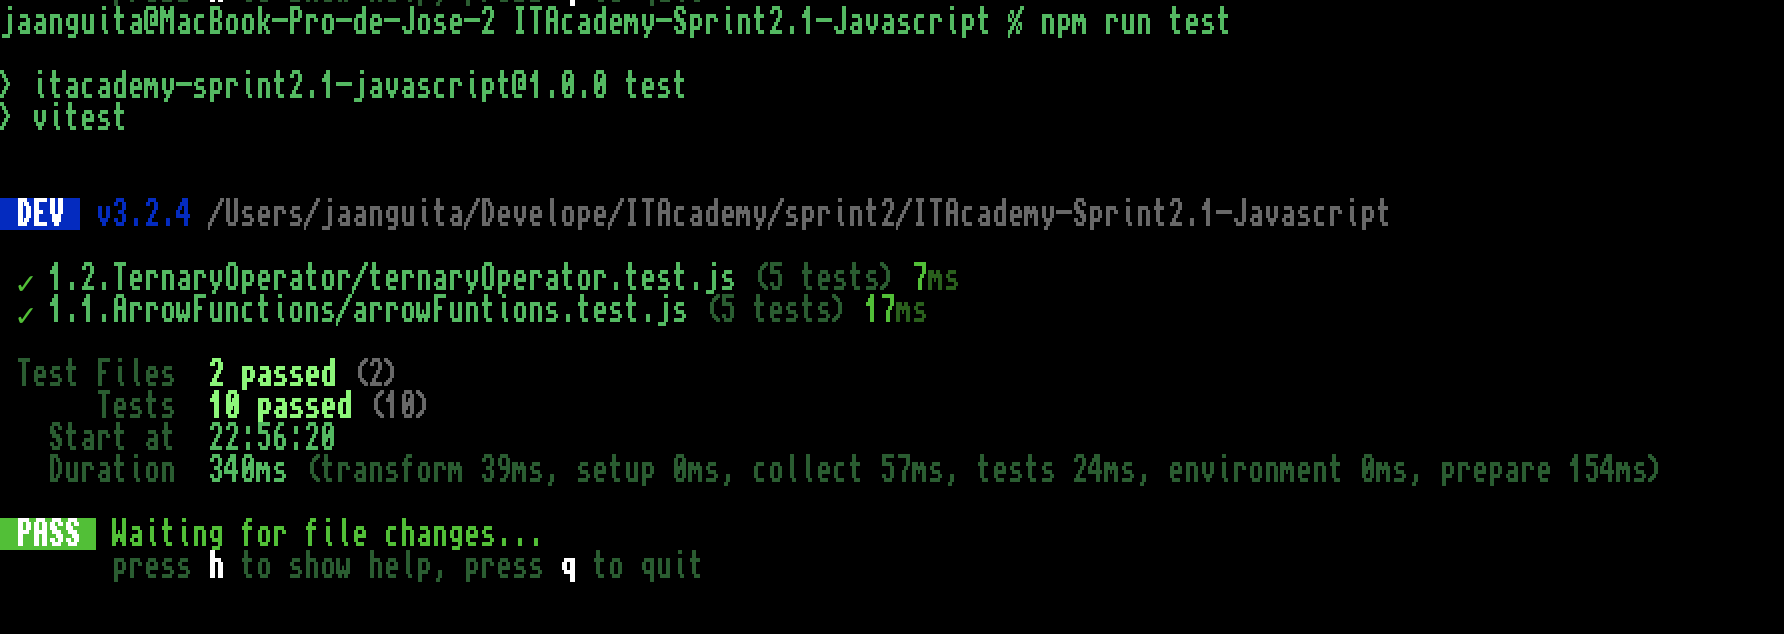 jaanguita@MacBook-Pro-de-Jose-2 ITAcademy-Sprint2.1-Javascript % npm run test
> itacademy-sprint2.1-javascript@1.0.0 test
> vitest
DEV v3.2.4 /Users/jaanguita/Develope/ITAcademy/sprint2/ITAcademy-Sprint2.1-Javascript
✓ 1.2.TernaryOperator/ternaryOperator.test.js (5 tests) 7ms
✓ 1.1.ArrowFunctions/arrowFuntions.test.js (5 tests) 17ms
Test Files 2 passed (2)
Tests 10 passed (10)
Start at 22:56:20
Duration 340ms (transform 39ms, setup 0ms, collect 57ms, tests 24ms, environment 0ms, prepare 154ms)
PASS Waiting for file changes...
press h to show help, press q to quit